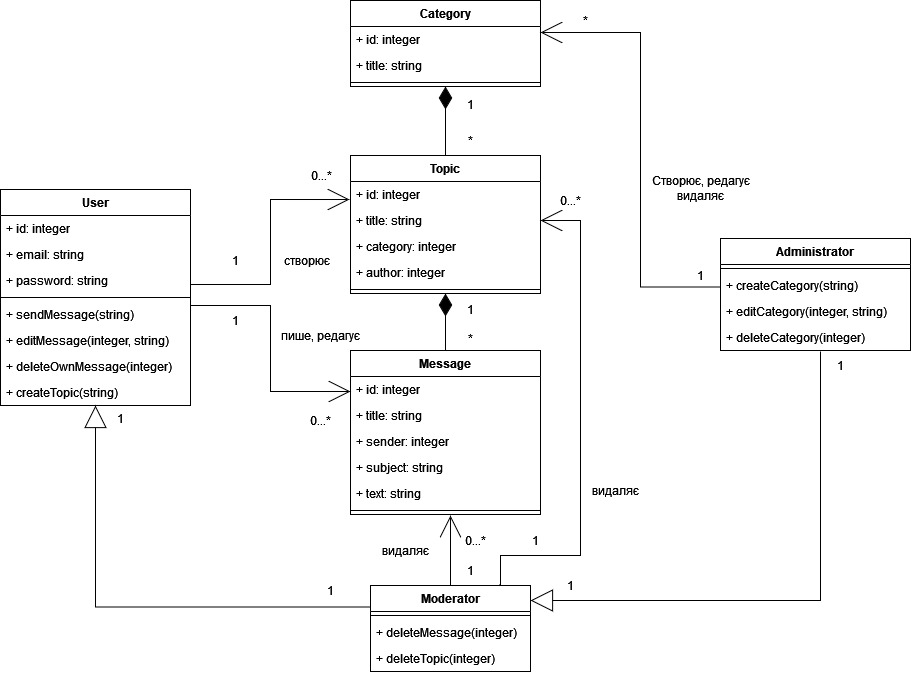 Category
+ id: integer
+ title: string
*
1
*
Створює, редагує
видаляє
1
Topic
+ id: integer
+ title: string
+ category: integer
+ author: integer
0...*
0...*
User
+ id: integer
+ email: string
+ password: string
+ sendMessage(string)
+ editMessage(integer, string)
+ deleteOwnMessage(integer)
+ createTopic(string)
1
створює
1
пише, редагує
0...*
1
*
Administrator
+ createCategory(string)
+ editCategory(integer, string)
+ deleteCategory(integer)
1
Message
+ id: integer
+ title: string
+ sender: integer
+ subject: string
+ text: string
1
видаляє
видаляє
0...*
1
1
1
1
Moderator
+ deleteMessage(integer)
+ deleteTopic(integer)